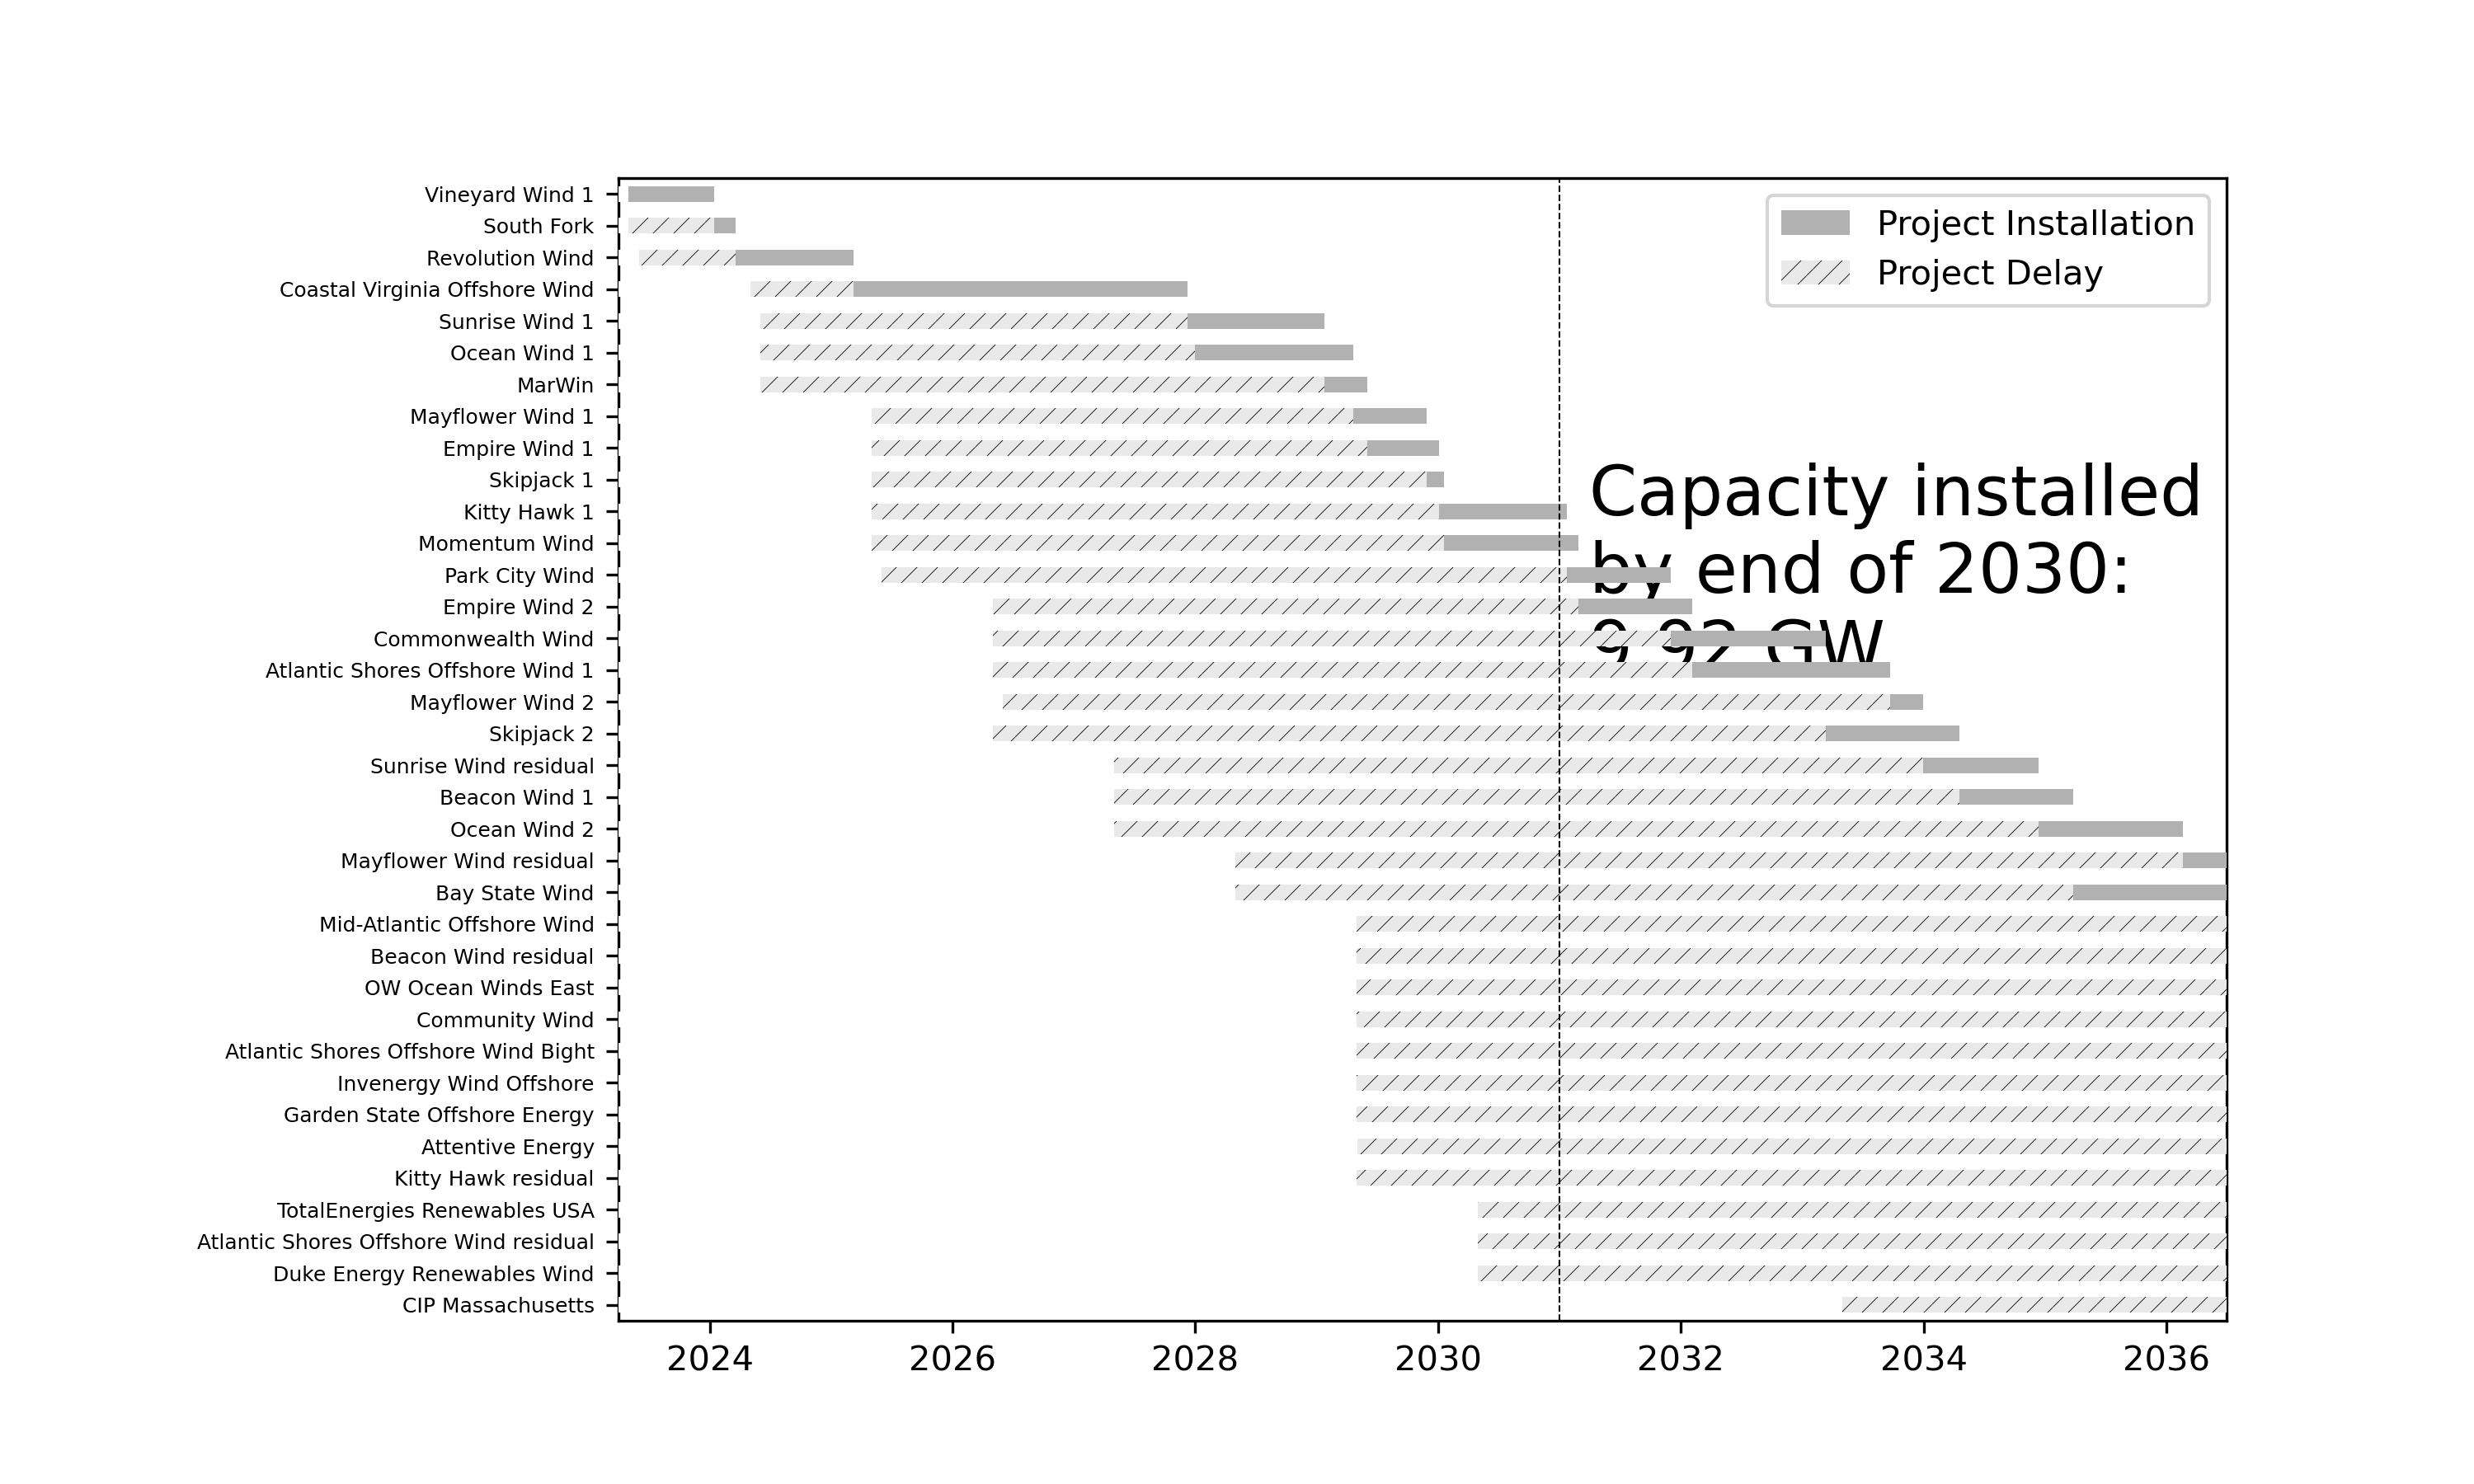 Vineyard Wind 1
South Fork
Revolution Wind
Coastal Virginia Offshore Wind
Sunrise Wind 1
Ocean Wind 1
MarWin
Mayflower Wind 1
Empire Wind 1
Skipjack 1
Kitty Hawk 1
Momentum Wind
Park City Wind
Empire Wind 2
Commonwealth Wind
Atlantic Shores Offshore Wind 1
Mayflower Wind 2
Skipjack 2
Sunrise Wind residual
Beacon Wind 1
Ocean Wind 2
Mayflower Wind residual
Bay State Wind
Mid-Atlantic Offshore Wind
Beacon Wind residual
OW Ocean Winds East
Community Wind
Atlantic Shores Offshore Wind Bight
Invenergy Wind Offshore
Garden State Offshore Energy
Attentive Energy
Kitty Hawk residual
TotalEnergies Renewables USA
Atlantic Shores Offshore Wind residual
Duke Energy Renewables Wind
CIP Massachusetts
Project Installation
Project Delay
Capacity installed
by end of 2030:
9.92 GW
2024 2026 2028 2030 2032 2034 2036